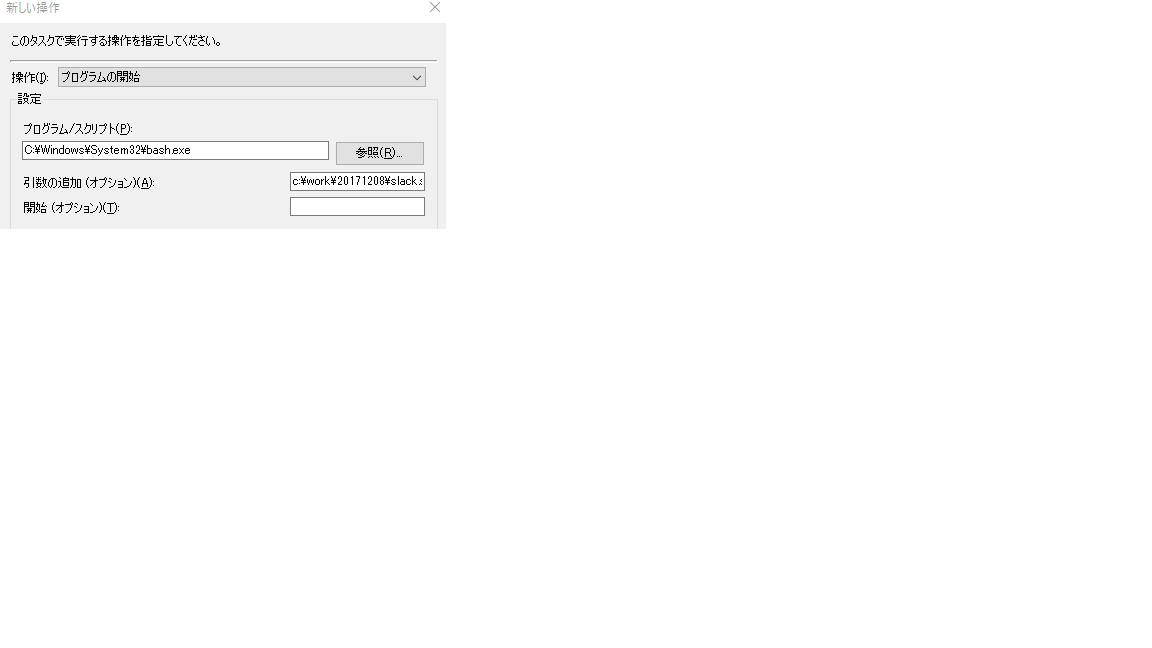 新しい操作
このタスクで実行する操作を指定してください。
操作(I): プログラムの開始
設定
プログラム/スクリプト(P):
C:¥Windows¥System32¥bash.exe 参照(R)...
引数の追加 (オプション)(A): c:¥work¥20171208¥slack.s
開始 (オプション)(T):